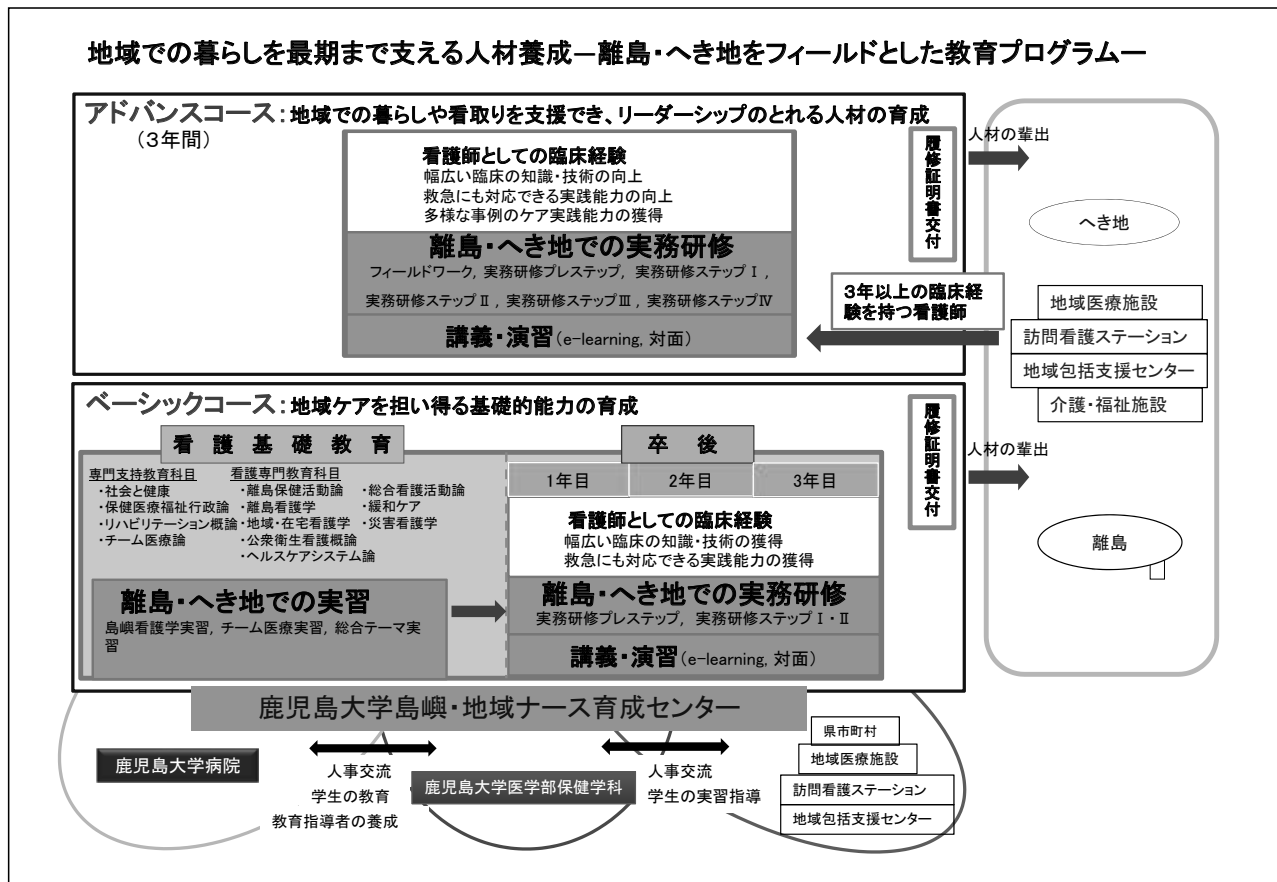 地域での暮らしを最期まで支える人材養成－離島・へき地をフィールドとした教育プログラムー
アドバンスコース：地域での暮らしや看取りを支援でき、リーダーシップのとれる人材の育成
（３年間）
看護師としての臨床経験
幅広い臨床の知識・技術の向上
救急にも対応できる実践能力の向上
多様な事例のケア実践能力の獲得
離島・へき地での実務研修
フィールドワーク, 実務研修プレステップ, 実務研修ステップⅠ,
実務研修ステップⅡ, 実務研修ステップⅢ, 実務研修ステップⅣ
講義・演習(e-learning, 対面)
履修証明書交付
人材の輩出
へき地
３年以上の臨床経
験を持つ看護師
地域医療施設
訪問看護ステーション
地域包括支援センター
介護・福祉施設
ベーシックコース：地域ケアを担い得る基礎的能力の育成
看護基礎教育
専門支持教育科目
・社会と健康
・保健医療福祉行政論
・リハビリテーション概論
・チーム医療論
看護専門教育科目
・離島保健活動論
・離島看護学
・地域・在宅看護学
・公衆衛生看護概論
・ヘルスケアシステム論
・総合看護活動論
・緩和ケア
・災害看護学
離島・へき地での実習
島嶼看護学実習, チーム医療実習, 総合テーマ実
習
卒後
1年目
2年目
3年目
看護師としての臨床経験
幅広い臨床の知識・技術の獲得
救急にも対応できる実践能力の獲得
離島・へき地での実務研修
実務研修プレステップ, 実務研修ステップⅠ・Ⅱ
講義・演習(e-learning, 対面)
履修証明書交付
人材の輩出
離島
鹿児島大学島嶼・地域ナース育成センター
鹿児島大学病院
人事交流
学生の教育
教育指導者の養成
鹿児島大学医学部保健学科
人事交流
学生の実習指導
県市町村
地域医療施設
訪問看護ステーション
地域包括支援センター